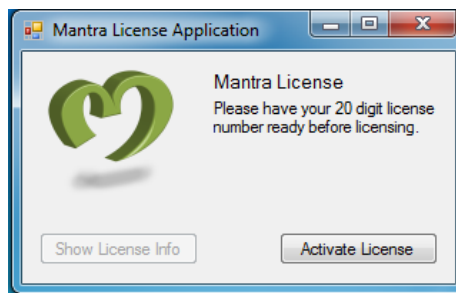 Mantra License Application
Mantra License
Please have your 20 digit license
number ready before licensing.
Show License Info
Activate License